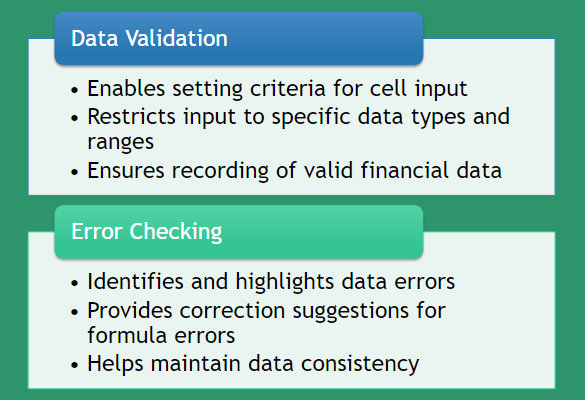 Data Validation
• Enables setting criteria for cell input
• Restricts input to specific data types and
ranges
• Ensures recording of valid financial data
Error Checking
• Identifies and highlights data errors
• Provides correction suggestions for
formula errors
• Helps maintain data consistency